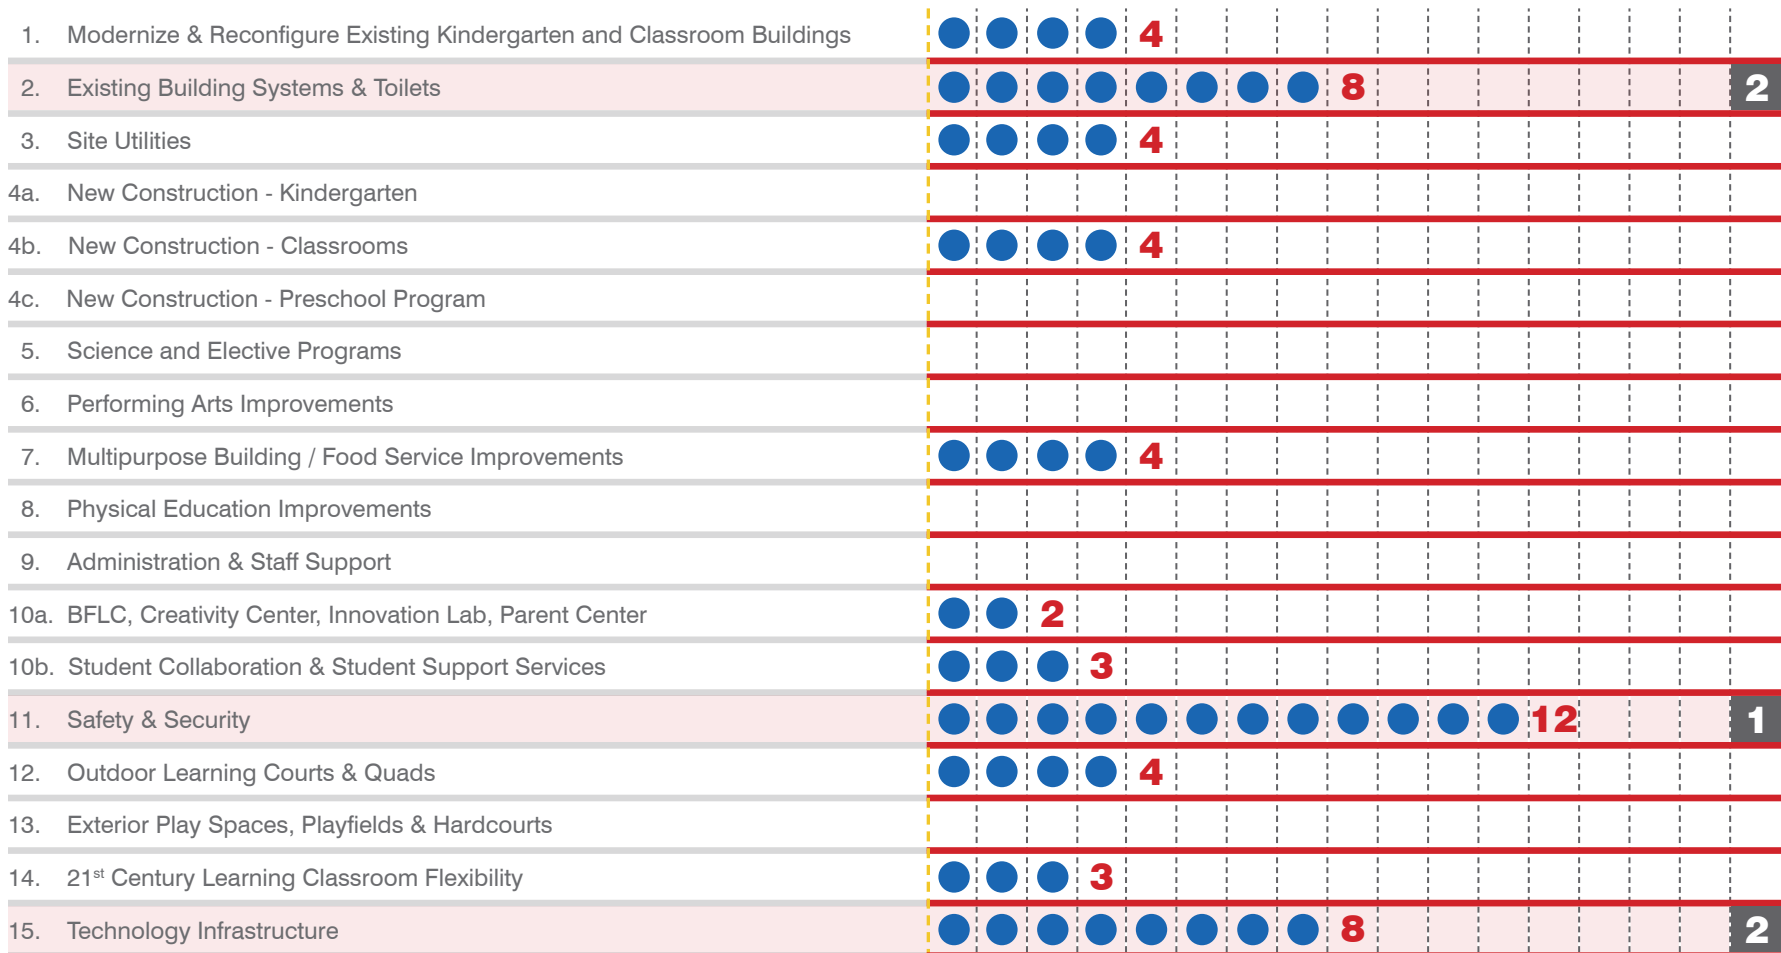 1. Modernize & Reconfigure Existing Kindergarten and Classroom Buildings 4
2. Existing Building Systems & Toilets 8 2
3. Site Utilities 4
4a. New Construction - Kindergarten
4b. New Construction - Classrooms 4
4c. New Construction - Preschool Program
5. Science and Elective Programs
6. Performing Arts Improvements
7. Multipurpose Building / Food Service Improvements 4
8. Physical Education Improvements
9. Administration & Staff Support
10a. BFLC, Creativity Center, Innovation Lab, Parent Center 2
10b. Student Collaboration & Student Support Services 3
11. Safety & Security 12 1
12. Outdoor Learning Courts & Quads 4
13. Exterior Play Spaces, Playfields & Hardcourts
14. 21st Century Learning Classroom Flexibility 3
15. Technology Infrastructure 8 2